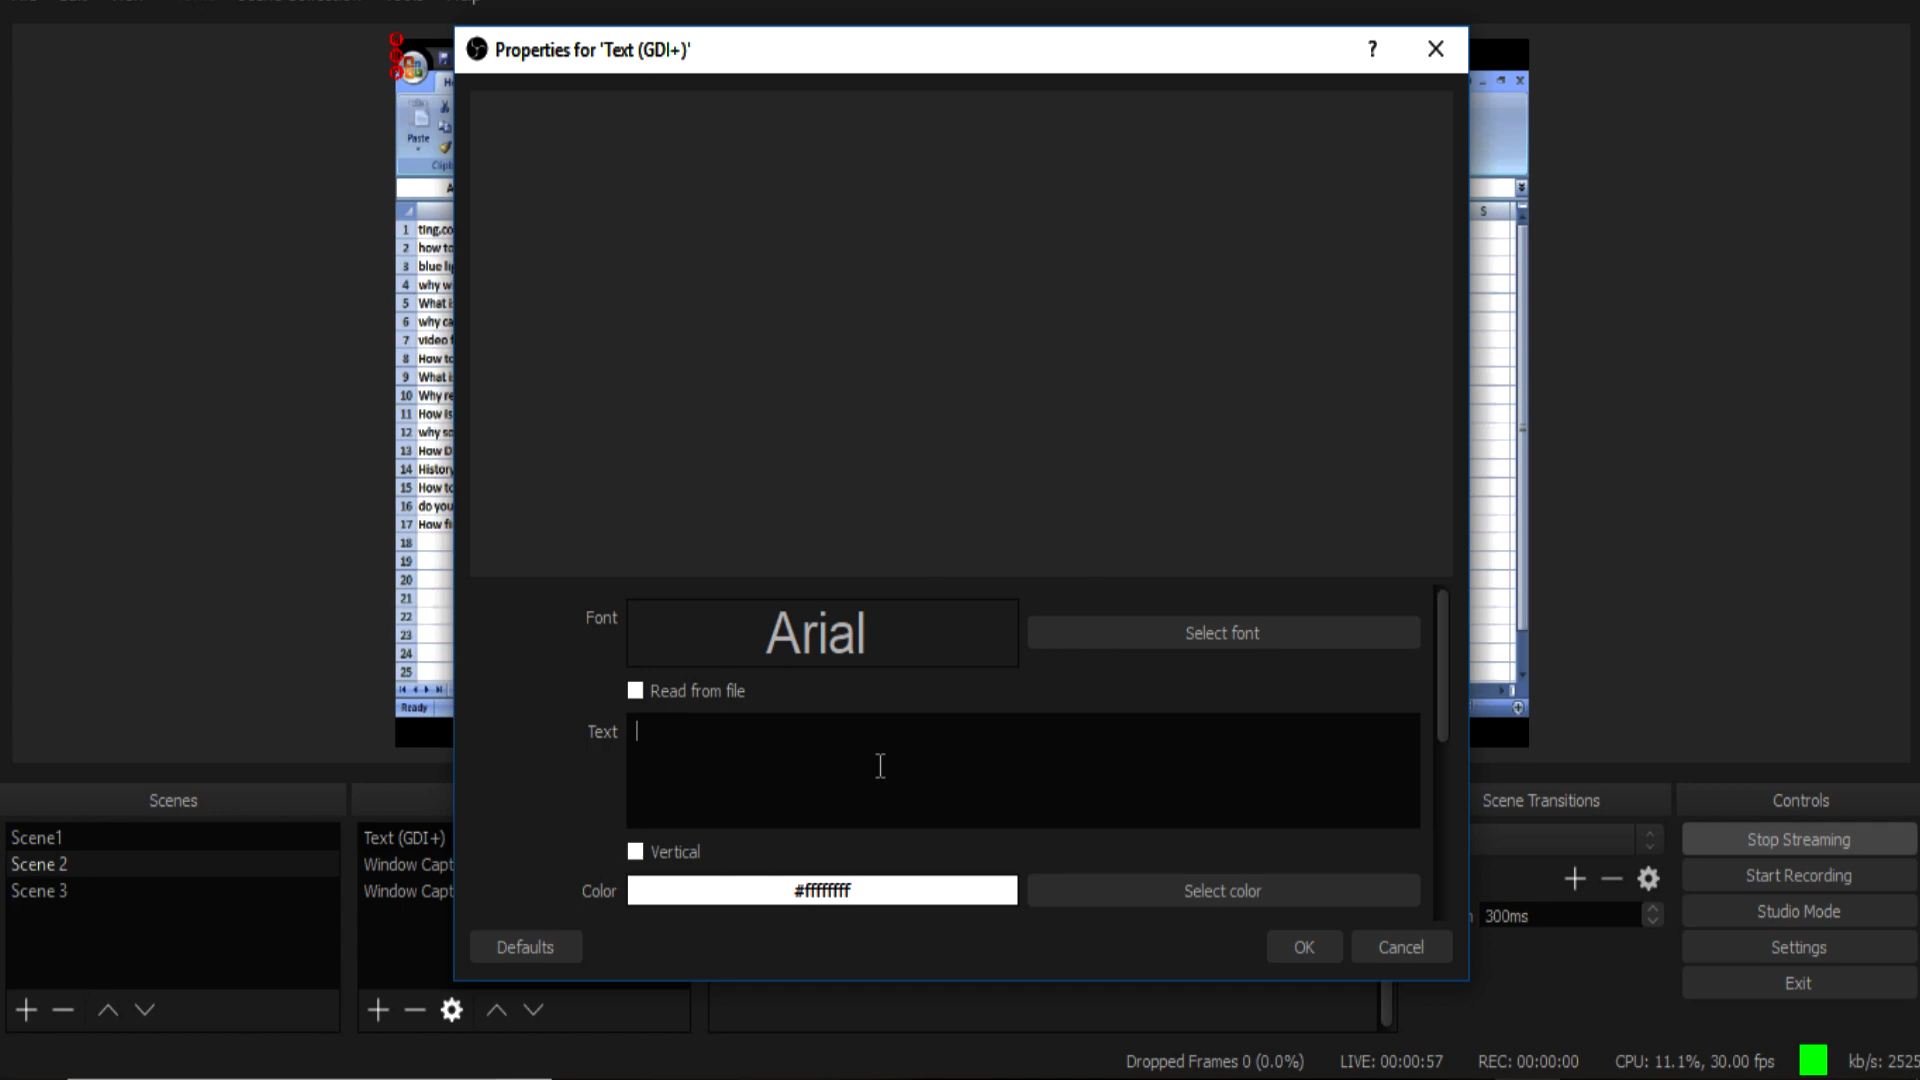 Scene Collection
Help
Properties for 'Text (GDI+)'
?
Paste
S
1 ting.co
2 how to
3 blue lig
4 why w
5 What i
6 why ca
7 video f
8 How to
9 What i
10 Why re
11 How is
12 why so
13 How D
14 History
15 How to
16 do you
17 How fi
18
19
20
21
22
23
24
25
Ready
Font
Arial
Select font
Read from file
Text
Vertical
Color
#ffffffff
Select color
Defaults
OK
Cancel
Scenes
Scene1
Scene 2
Scene 3
Text (GDI+)
Window Capt
Window Capt
Scene Transitions
300ms
Controls
Stop Streaming
Start Recording
Studio Mode
Settings
Exit
Dropped Frames 0 (0.0%)
LIVE: 00:00:57
REC: 00:00:00
CPU: 11.1%, 30.00 fps
kb/s: 2525